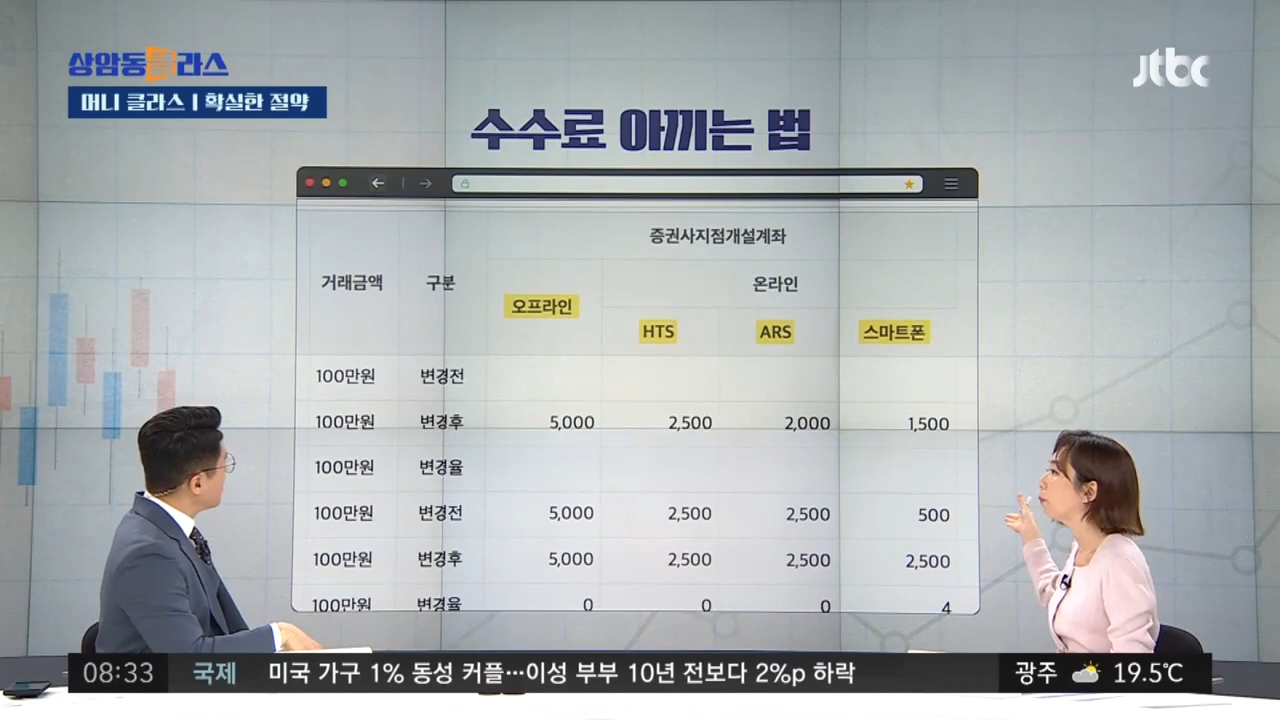 상암동클라스
jtbc
머니 클라스 | 확실한 절약
수수료 아끼는 법
증권사지점개설계좌
거래금액 구분 온라인
오프라인
HTS ARS 스마트폰
100만원 변경전
100만원 변경후 5,000 2,500 2,000 1,500
100만원 변경율
100만원 변경전 5,000 2,500 2,500 500
100만원 변경후 5,000 2,500 2,500 2,500
100만원 변경율 0 0 0 4
08:33 국제 미국 가구 1% 동성 커플…이성 부부 10년 전보다 2%p 하락 광주 19.5℃